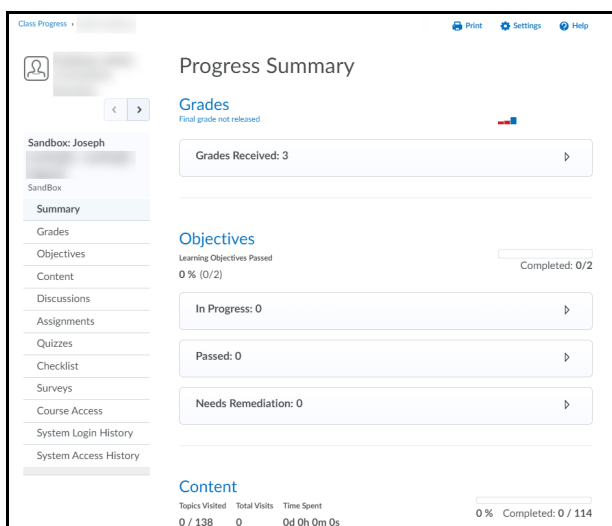 Class Progress ›
Print Settings Help
Progress Summary
Grades
Final grade not released
Grades Received: 3
Sandbox: Joseph
SandBox
Summary
Grades
Objectives
Content
Discussions
Assignments
Quizzes
Checklist
Surveys
Course Access
System Login History
System Access History
Objectives
Learning Objectives Passed
0 % (0/2)
Completed: 0/2
In Progress: 0
Passed: 0
Needs Remediation: 0
Content
Topics Visited Total Visits Time Spent
0 / 138 0 0d 0h 0m 0s
0 % Completed: 0 / 114